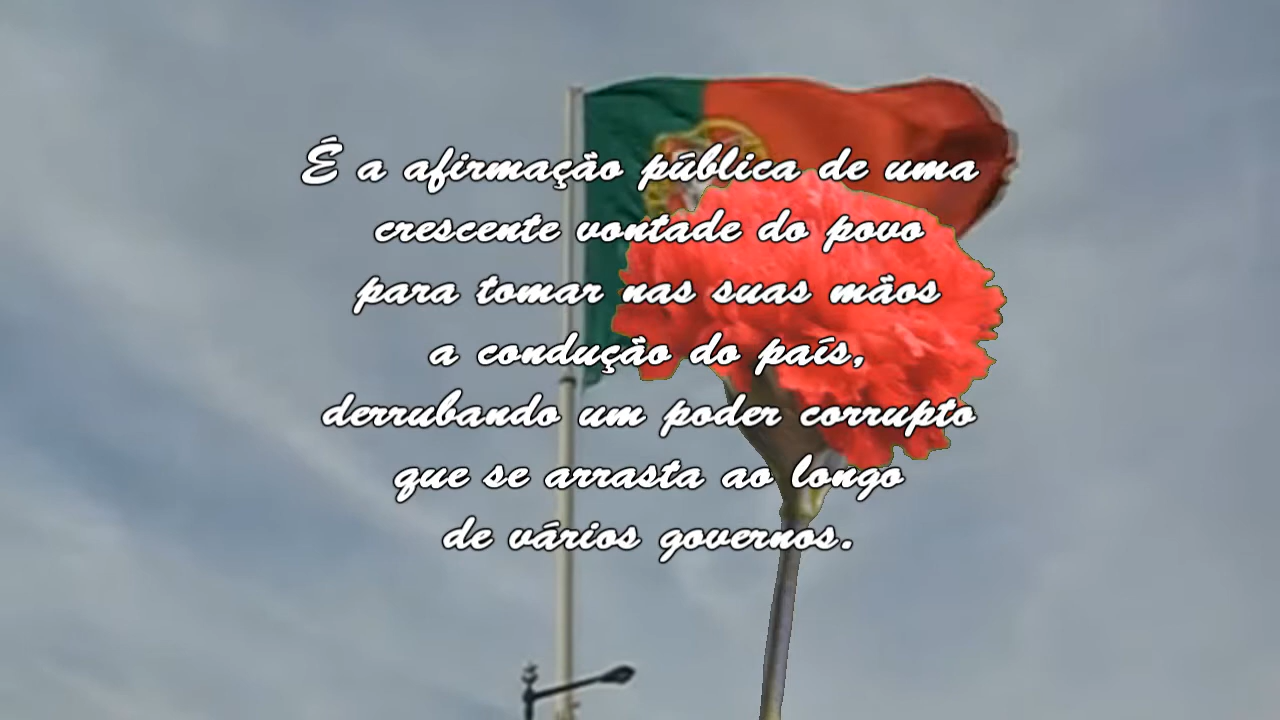 É a afirmação pública de uma
crescente vontade do povo
para tomar nas suas mãos
a condução do país,
derrubando um poder corrupto
que se arrasta ao longo
de vários governos.